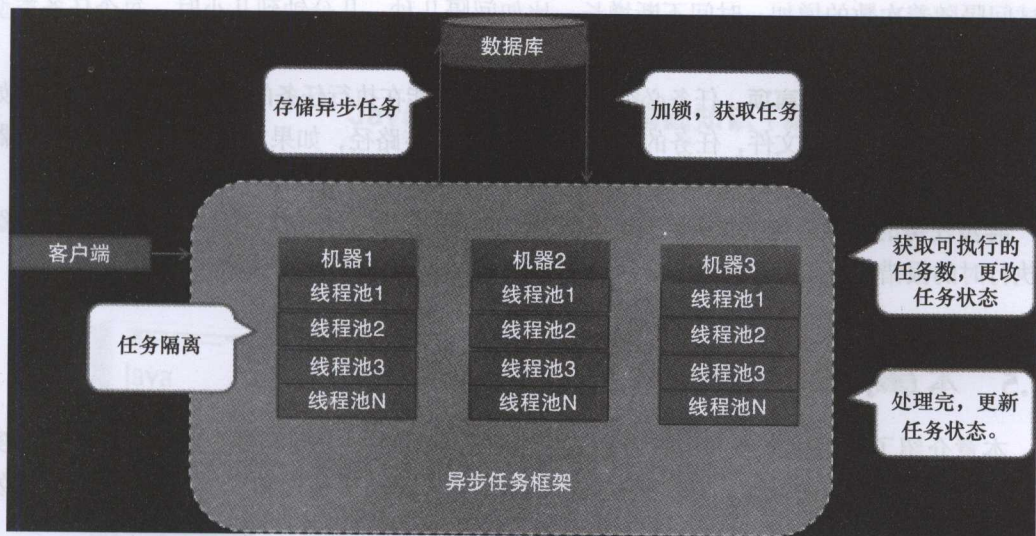 数据库
存储异步任务
加锁，获取任务
客户端
机器1
线程池1
线程池2
线程池3
线程池N
机器2
线程池1
线程池2
线程池3
线程池N
机器3
线程池1
线程池2
线程池3
线程池N
获取可执行的
任务数，更改
任务状态
任务隔离
处理完，更新
任务状态。
异步任务框架